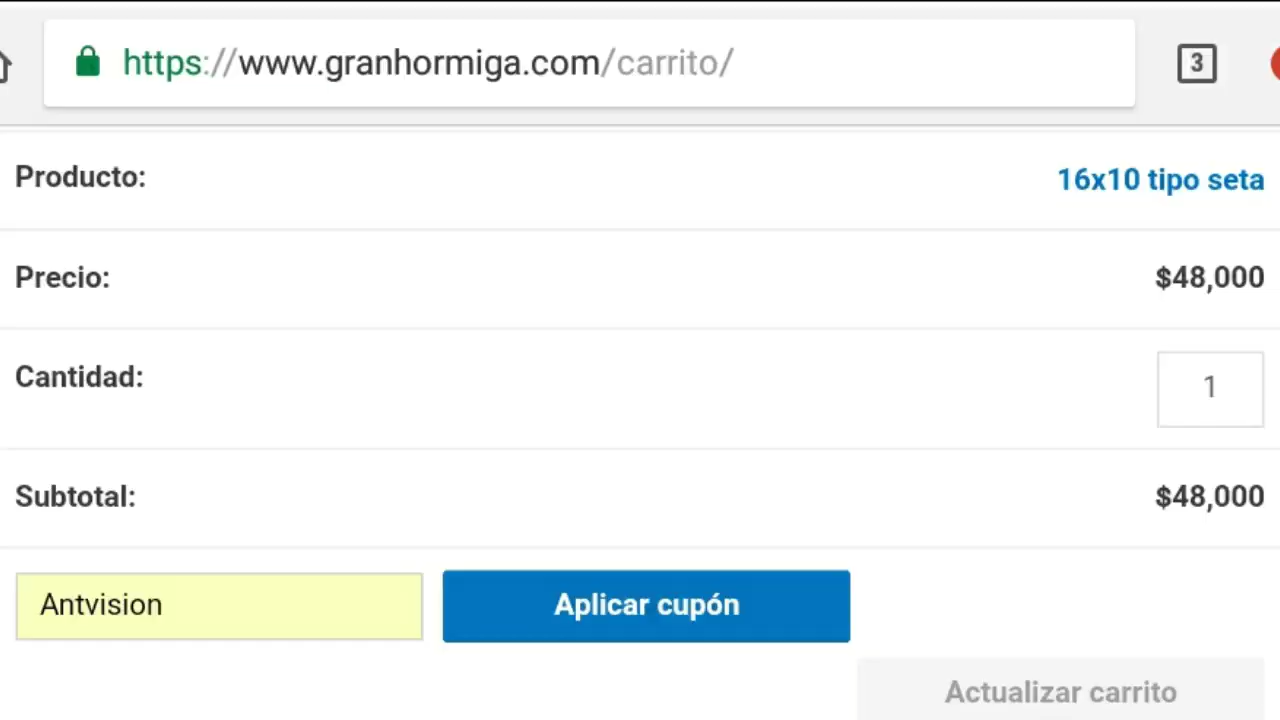 https://www.granhormiga.com/carrito/ 3
Producto: 16x10 tipo seta
Precio: $48,000
Cantidad: 1
Subtotal: $48,000
Antvision Aplicar cupón
Actualizar carrito